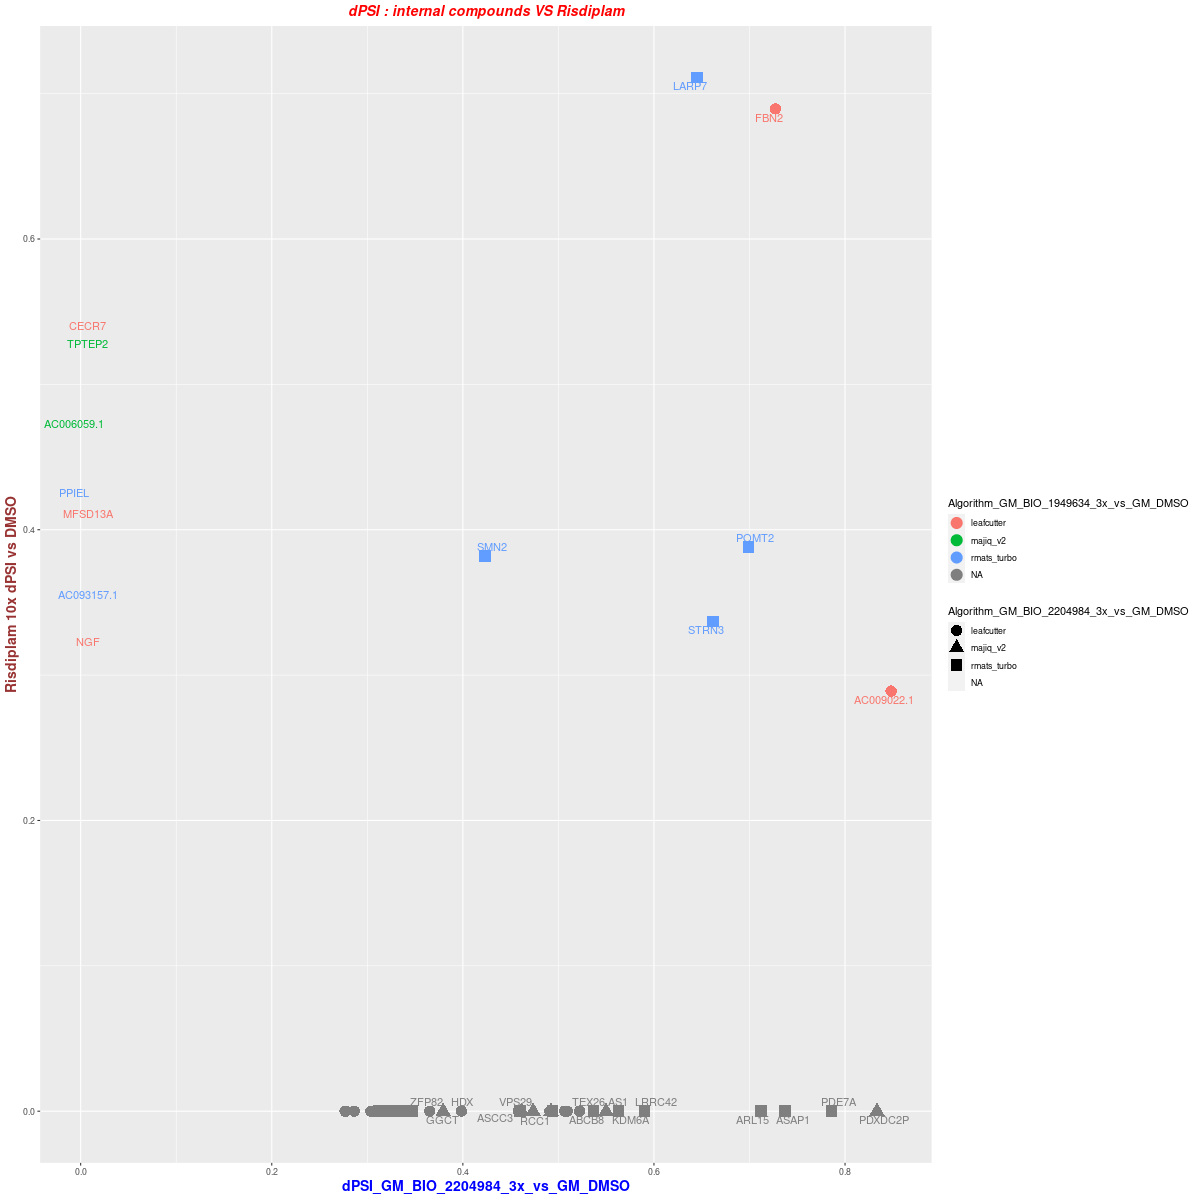 dPSI : internal compounds VS Risdiplam
LARP7
FBN2
0.6
CECR7
TPTEP2
AC006059.1
PPIEL
MFSD13A
0.4
SMN2
POMT2
AC093157.1
STRN3
NGF
AC009022.1
0.2
0.0
ZFP82 HDX VPS29 TEX26-AS1 LRRC42 PDE7A
GGCT ASCC3 RCC1 ABCB8 KDM6A ARL15 ASAP1 PDXDC2P
0.0 0.2 0.4 0.6 0.8
dPSI_GM_BIO_2204984_3x_vs_GM_DMSO
Risdiplam 10x dPSI vs DMSO
Algorithm_GM_BIO_1949634_3x_vs_GM_DMSO
leafcutter
majiq_v2
rmats_turbo
NA
Algorithm_GM_BIO_2204984_3x_vs_GM_DMSO
leafcutter
majiq_v2
rmats_turbo
NA